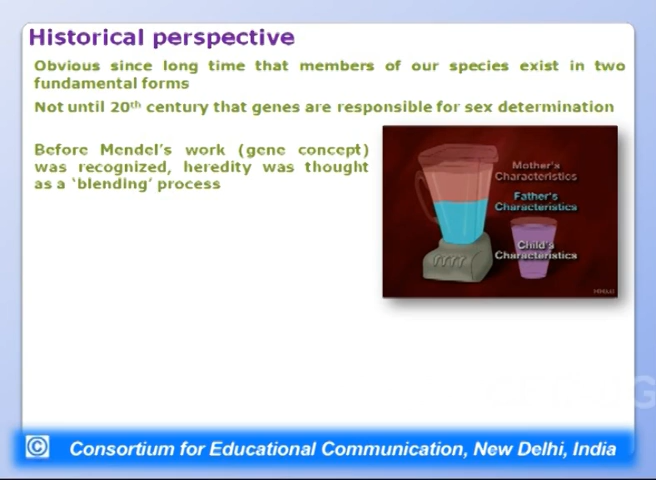 Historical perspective
Obvious since long time that members of our species exist in two
fundamental forms
Not until 20th century that genes are responsible for sex determination
Before Mendel's work (gene concept)
was recognized, heredity was thought
as a 'blending' process
Mother's
Characteristics
Father's
Characteristics
Child's
Characteristics
© Consortium for Educational Communication, New Delhi, India